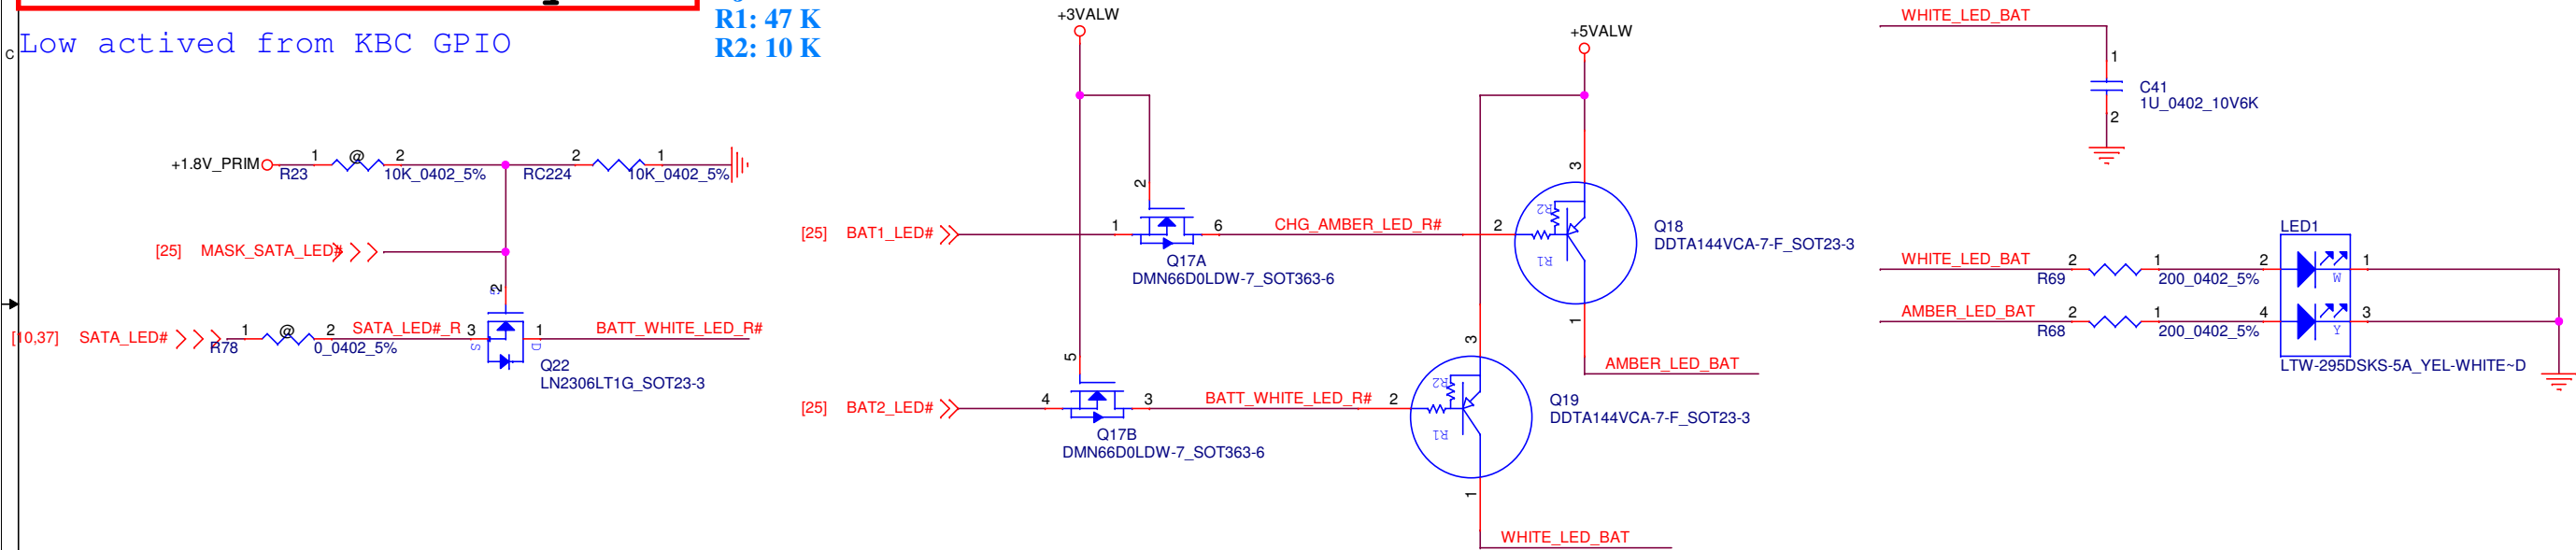 R1: 47 K
R2: 10 K
Low actived from KBC GPIO
C
+3VALW
+5VALW
WHITE_LED_BAT
1
C41
1U_0402_10V6K
2
+1.8V_PRIM
1
@
2
2
1
R23
10K_0402_5%
RC224
10K_0402_5%
[25]
MASK_SATA_LED#
2
G
[10,37]
SATA_LED#
R78
1
@
2
0_0402_5%
SATA_LED#_R
3
S
1
D
BATT_WHITE_LED_R#
Q22
LN2306LT1G_SOT23-3
[25]
BAT1_LED#
1
2
6
Q17A
DMN66D0LDW-7_SOT363-6
CHG_AMBER_LED_R#
2
3
R2
R1
1
Q18
DDTA144VCA-7-F_SOT23-3
AMBER_LED_BAT
[25]
BAT2_LED#
4
5
3
Q17B
DMN66D0LDW-7_SOT363-6
BATT_WHITE_LED_R#
2
3
R2
R1
1
Q19
DDTA144VCA-7-F_SOT23-3
WHITE_LED_BAT
LED1
WHITE_LED_BAT
2
1
R69
200_0402_5%
2
1
W
AMBER_LED_BAT
2
1
R68
200_0402_5%
4
3
Y
LTW-295DSKS-5A_YEL-WHITE~D